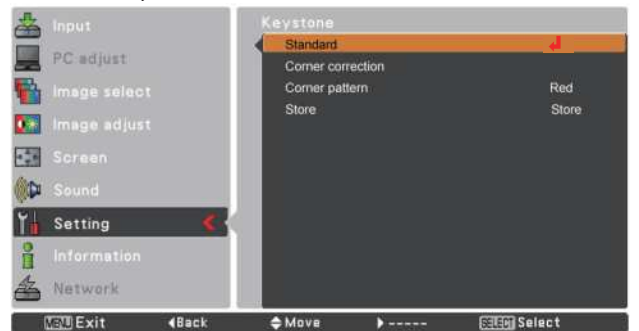 Input
PC adjust
Image select
Image adjust
Screen
Sound
Setting
Information
Network
Keystone
Standard
Corner correction
Corner pattern Red
Store Store
MENU Exit Back Move ----- SELECT Select